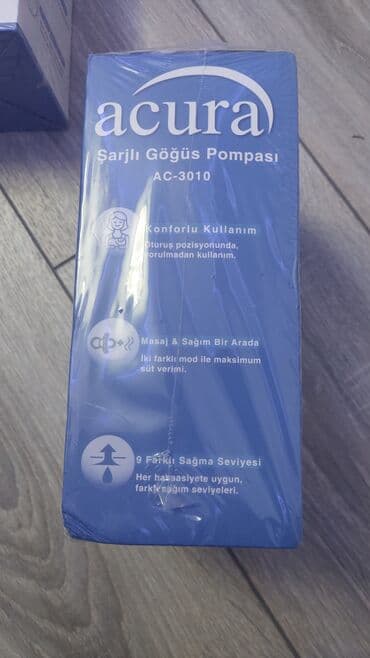 acura
Şarjlı Göğüs Pompası
AC-3010
Konforlu Kullanım
Oturuş pozisyonunda,
yorulmadan kullanım.
Masaj & Sağım Bir Arada
İki farklı mod ile maksimum
süt verimi.
9 Farklı Sağma Seviyesi
Her hassasiyete uygun,
farklı sağım seviyeleri.